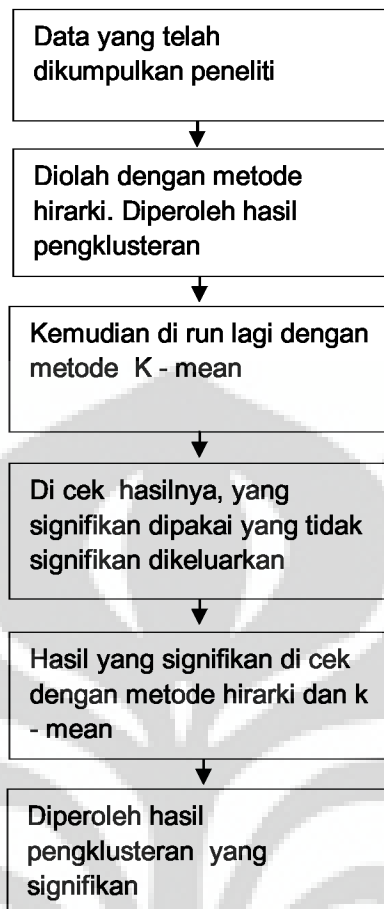 Data yang telah
dikumpulkan peneliti
Diolah dengan metode
hirarki. Diperoleh hasil
pengklusteran
Kemudian di run lagi dengan
metode K - mean
Di cek hasilnya, yang
signifikan dipakai yang tidak
signifikan dikeluarkan
Hasil yang signifikan di cek
dengan metode hirarki dan k
- mean
Diperoleh hasil
pengklusteran yang
signifikan